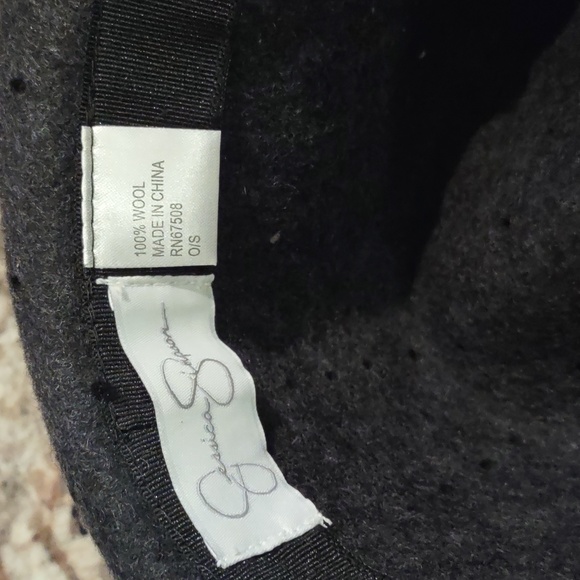 100% WOOL
MADE IN CHINA
RN67508
O/S
Jessica Simpson